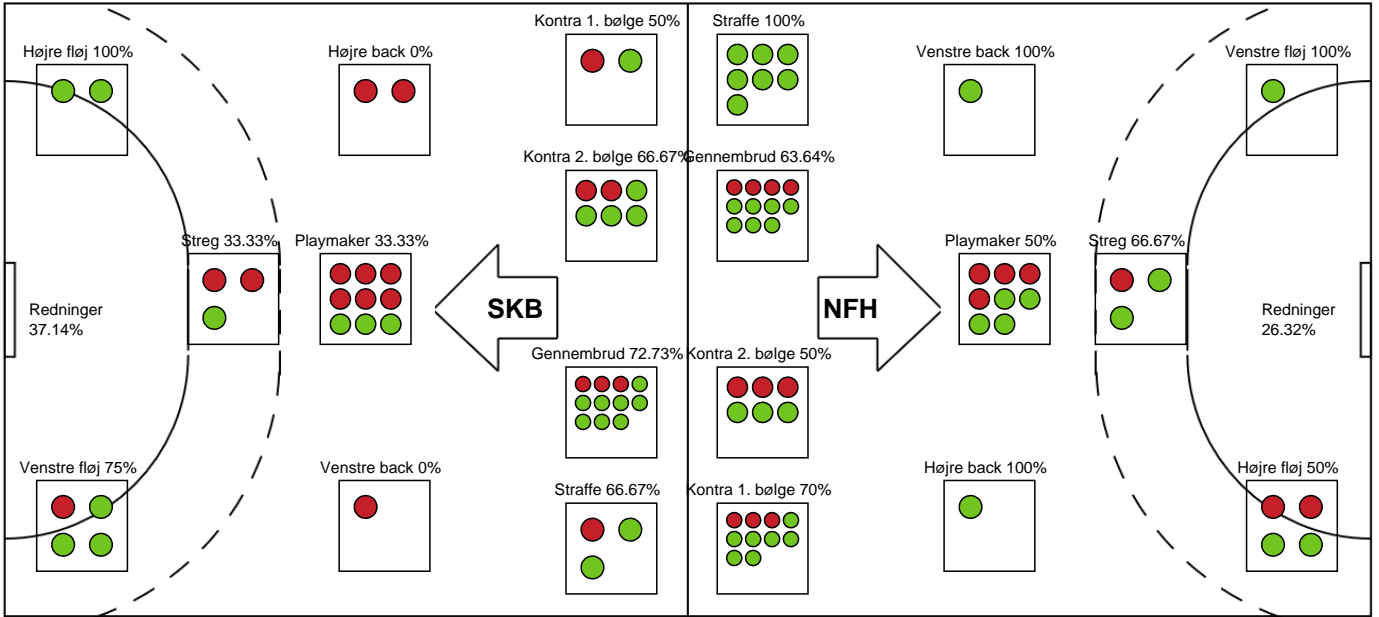 Kontra 1. bølge 50%
Straffe 100%
Højre fløj 100%
Højre back 0%
Venstre back 100%
Venstre fløj 100%
Kontra 2. bølge 66.67%
Gennembrud 63.64%
Streg 33.33%
Playmaker 33.33%
Playmaker 50%
Streg 66.67%
Redninger
37.14%
SKB
NFH
Redninger
26.32%
Gennembrud 72.73%
Kontra 2. bølge 50%
Venstre fløj 75%
Venstre back 0%
Højre back 100%
Højre fløj 50%
Straffe 66.67%
Kontra 1. bølge 70%